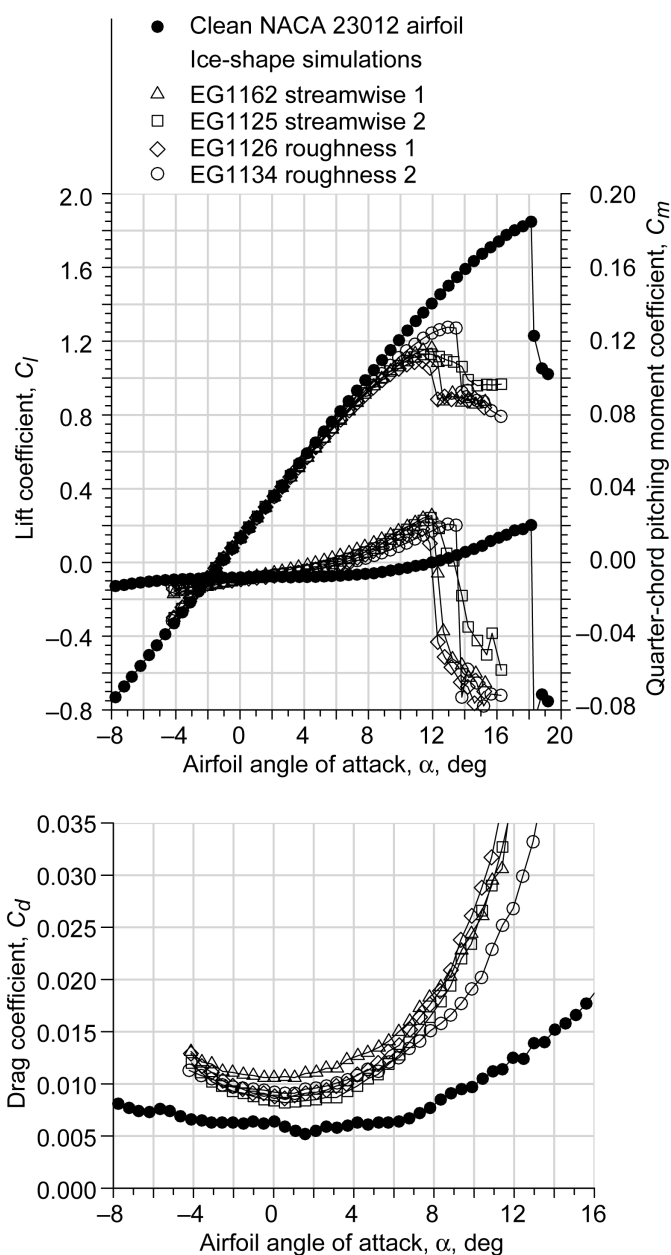 Clean NACA 23012 airfoil
Ice-shape simulations
EG1162 streamwise 1
EG1125 streamwise 2
EG1126 roughness 1
EG1134 roughness 2
2.0
1.6
1.2
0.8
0.4
0.0
–0.4
–0.8
Lift coefficient, Cl
0.20
0.16
0.12
0.08
0.04
0.00
–0.04
–0.08
Quarter-chord pitching moment coefficient, Cm
–8 –4 0 4 8 12 16 20
Airfoil angle of attack, α, deg
0.035
0.030
0.025
0.020
0.015
0.010
0.005
0.000
Drag coefficient, Cd
–8 –4 0 4 8 12 16
Airfoil angle of attack, α, deg